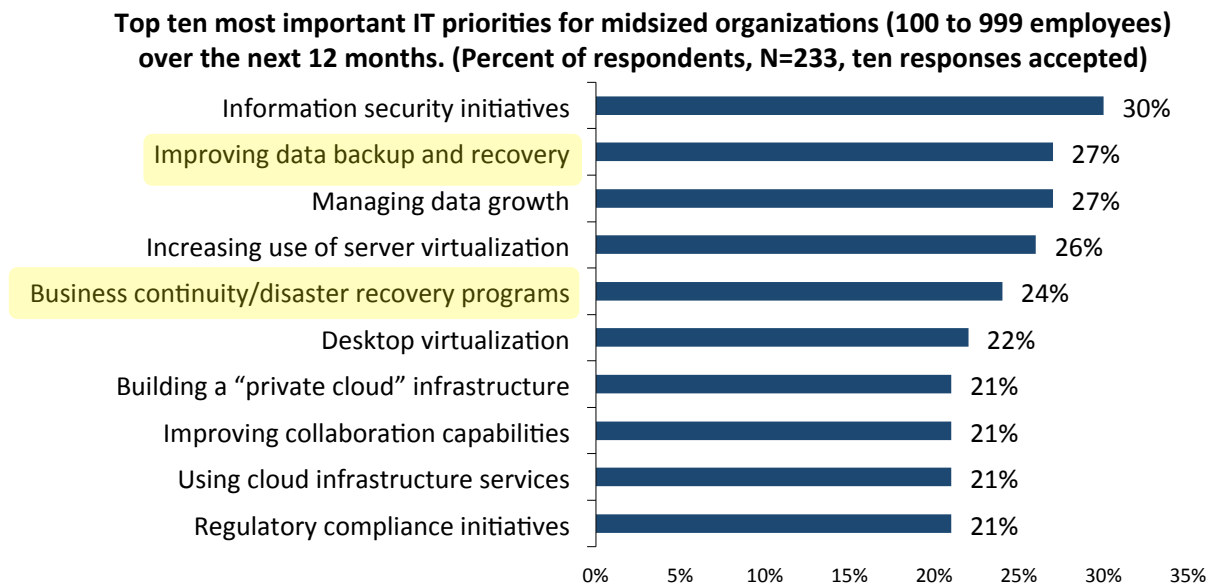 Top ten most important IT priorities for midsized organizations (100 to 999 employees)
over the next 12 months. (Percent of respondents, N=233, ten responses accepted)
Information security initiatives 30%
Improving data backup and recovery 27%
Managing data growth 27%
Increasing use of server virtualization 26%
Business continuity/disaster recovery programs 24%
Desktop virtualization 22%
Building a “private cloud” infrastructure 21%
Improving collaboration capabilities 21%
Using cloud infrastructure services 21%
Regulatory compliance initiatives 21%
0% 5% 10% 15% 20% 25% 30% 35%